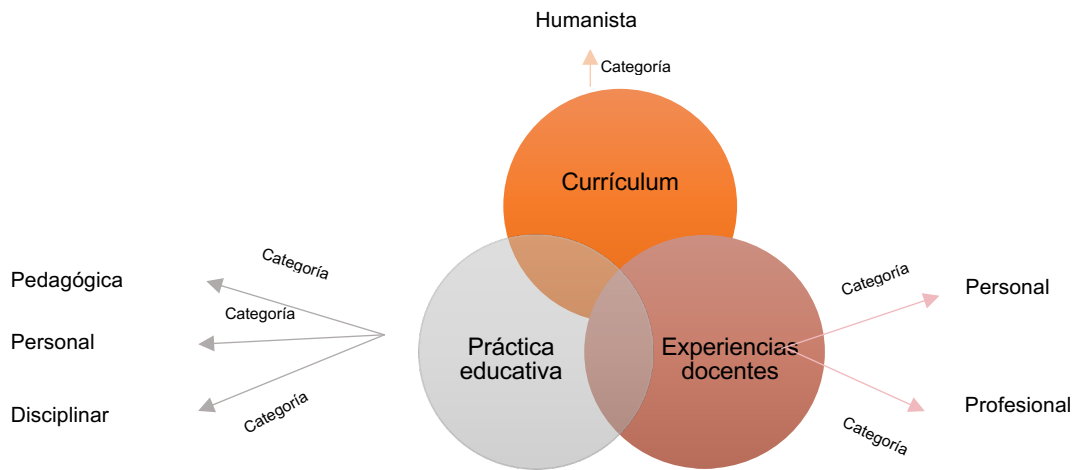 Humanista
Categoría
Currículum
Categoría
Pedagógica
Categoría
Personal
Categoría
Disciplinar
Práctica
educativa
Experiencias
docentes
Categoría
Personal
Categoría
Profesional